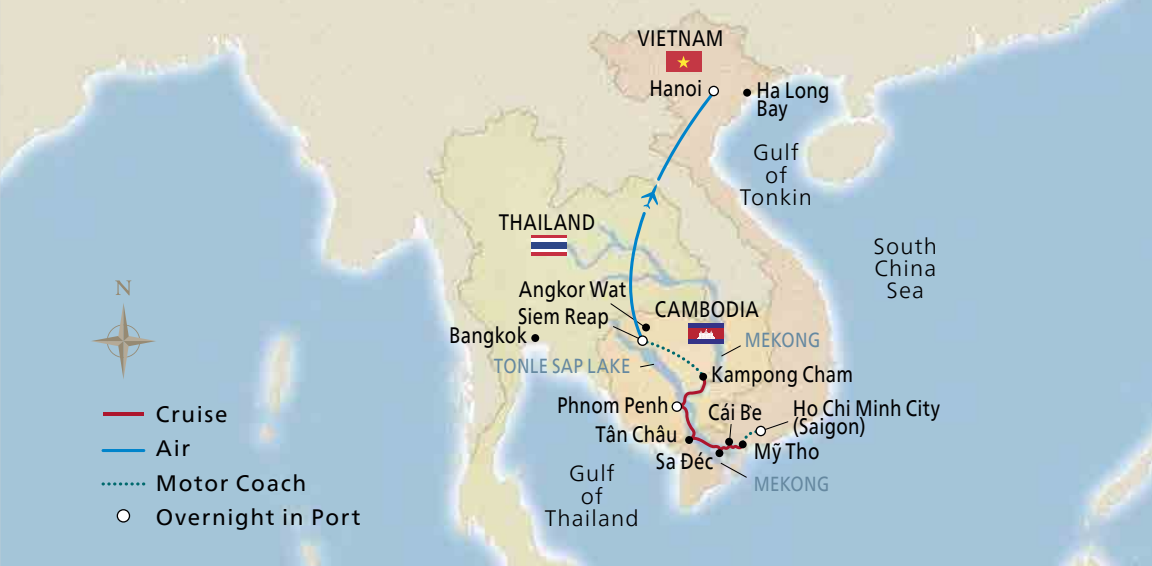 VIETNAM
Hanoi
Ha Long
Bay
Gulf
of
Tonkin
THAILAND
South
China
Sea
N
Angkor Wat
Siem Reap
CAMBODIA
Bangkok
MEKONG
TONLE SAP LAKE
Kampong Cham
Phnom Penh
Cái Be
Ho Chi Minh City
(Saigon)
Tân Châu
Mỹ Tho
Sa Đéc
MEKONG
Gulf
of
Thailand
Cruise
Air
Motor Coach
Overnight in Port